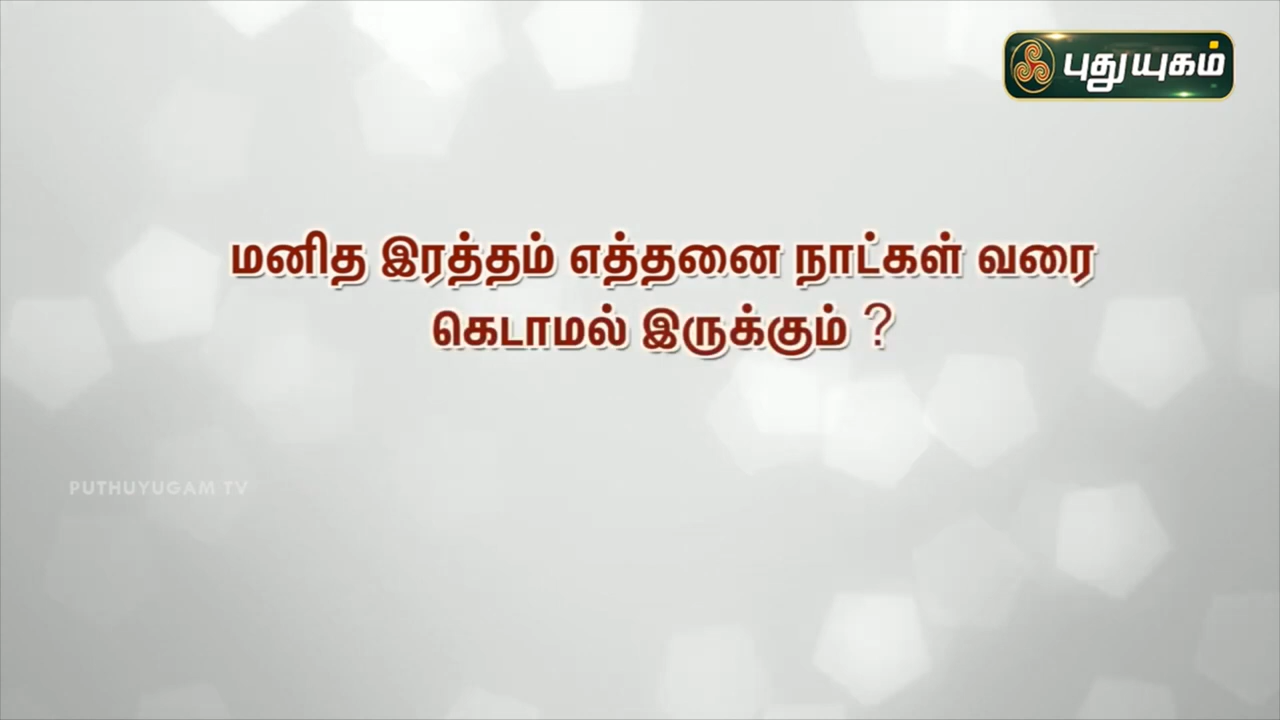 புதுயுகம்
மனித இரத்தம் எத்தனை நாட்கள் வரை
கெடாமல் இருக்கும் ?
PUTHUYUGAM TV